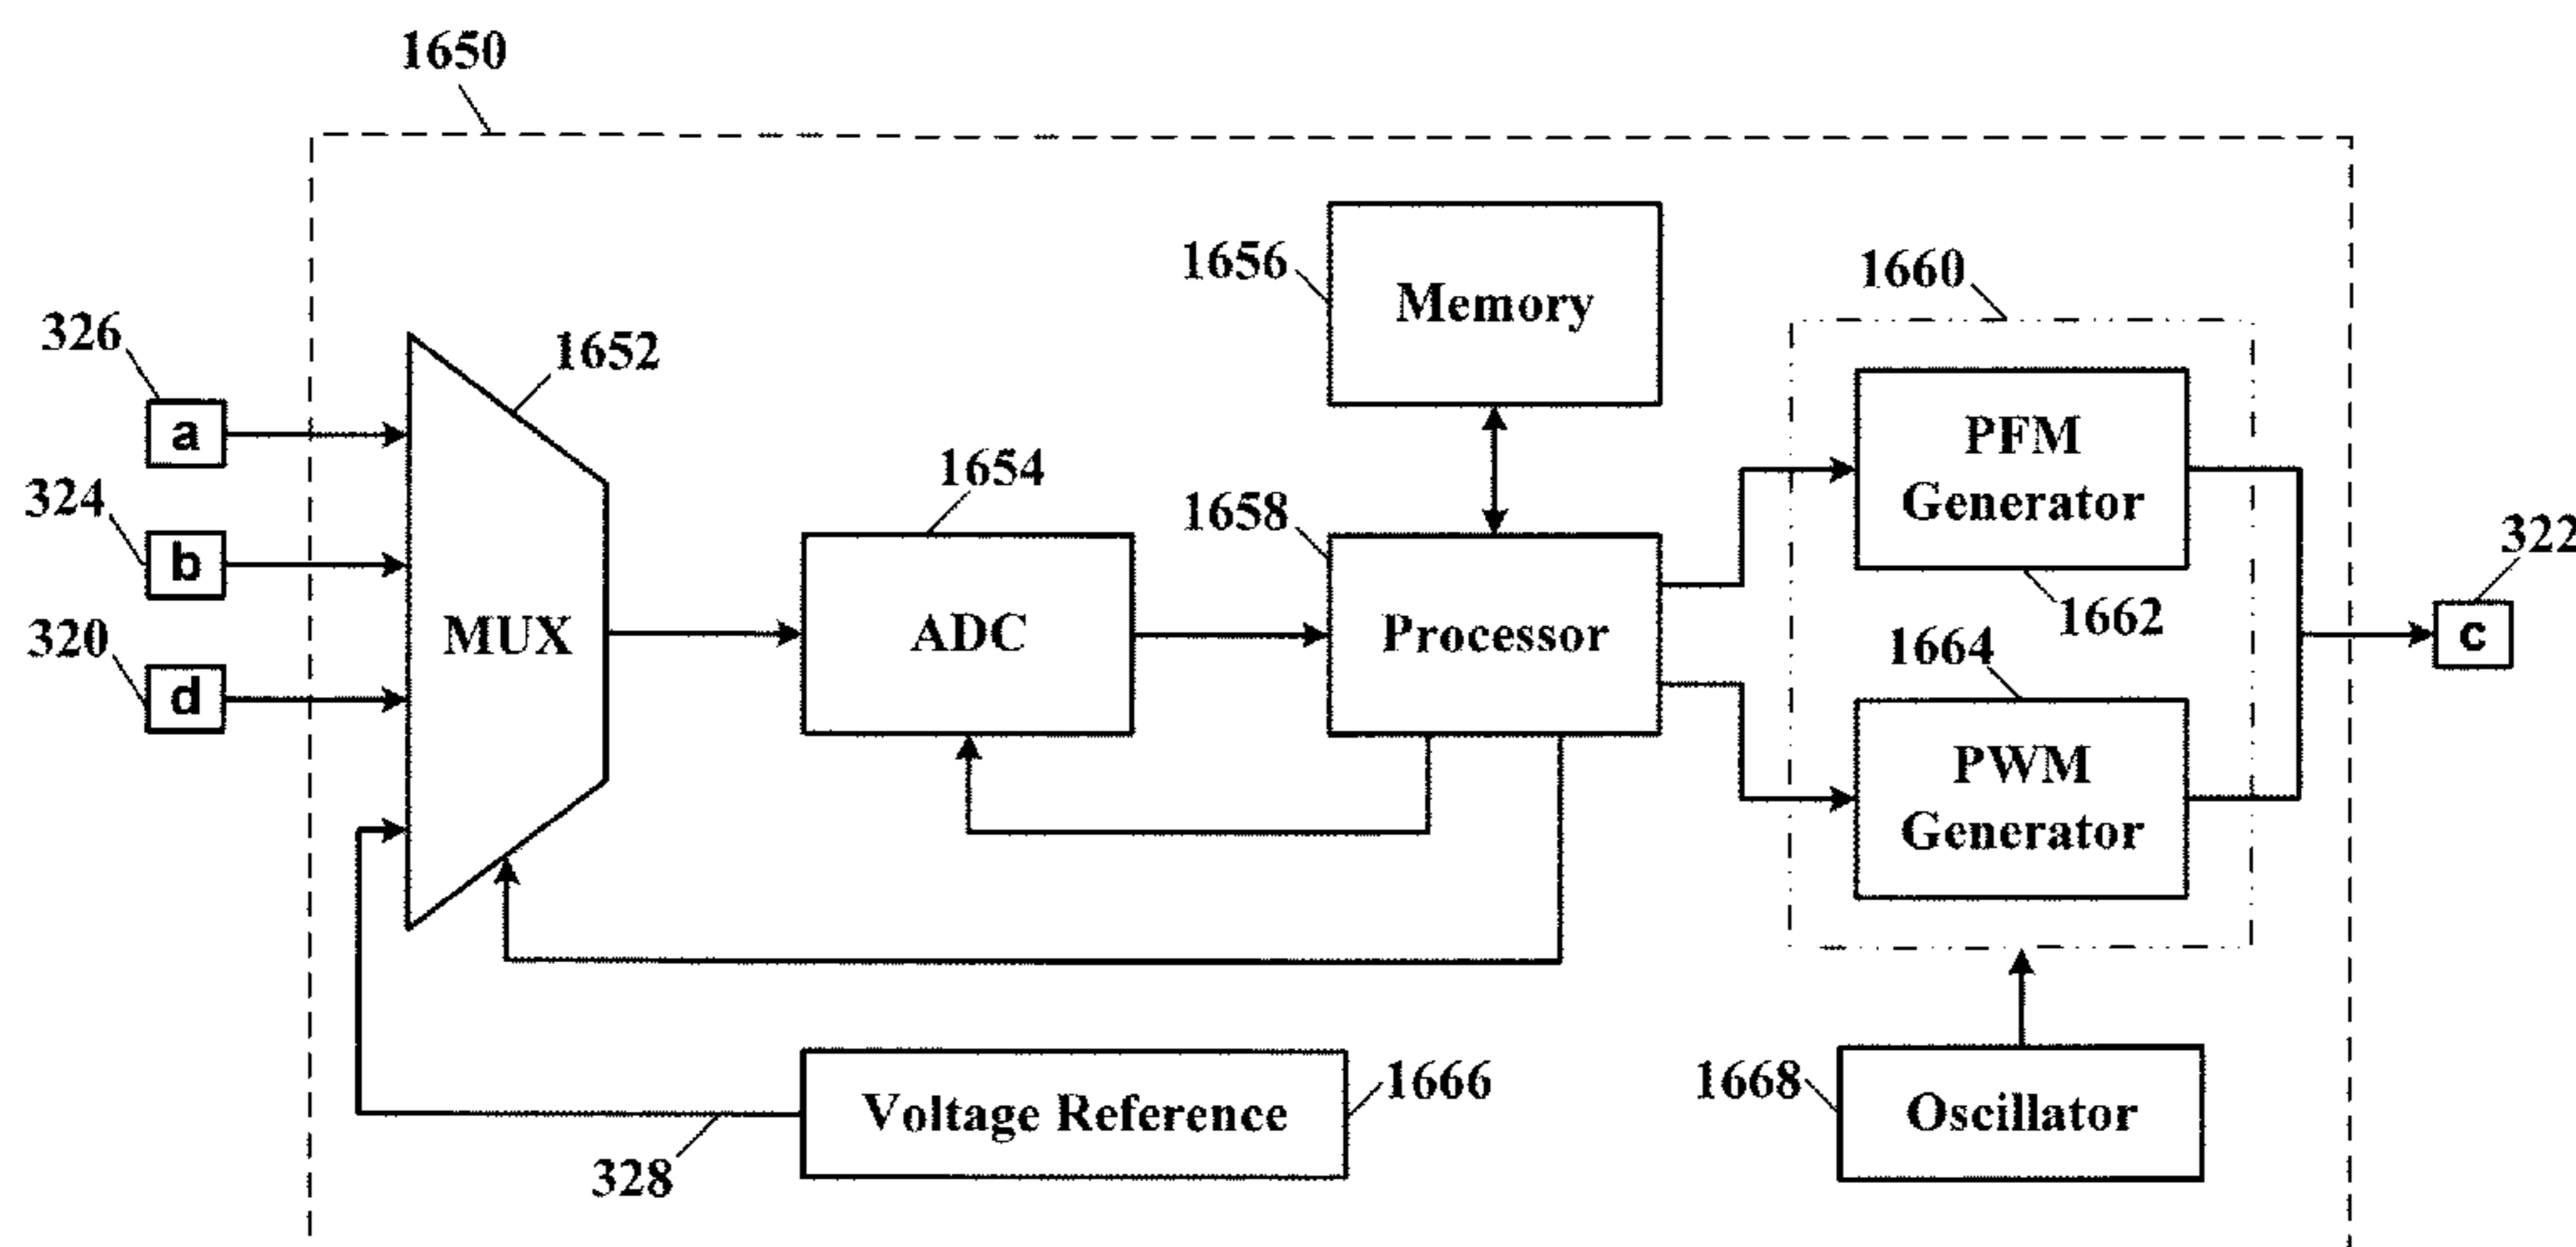 1650
1656
Memory
1660
326
a
1652
PFM
Generator
1662
324
b
1654
1658
322
c
320
d
MUX
ADC
Processor
1664
PWM
Generator
Voltage Reference
1666
328
1668
Oscillator